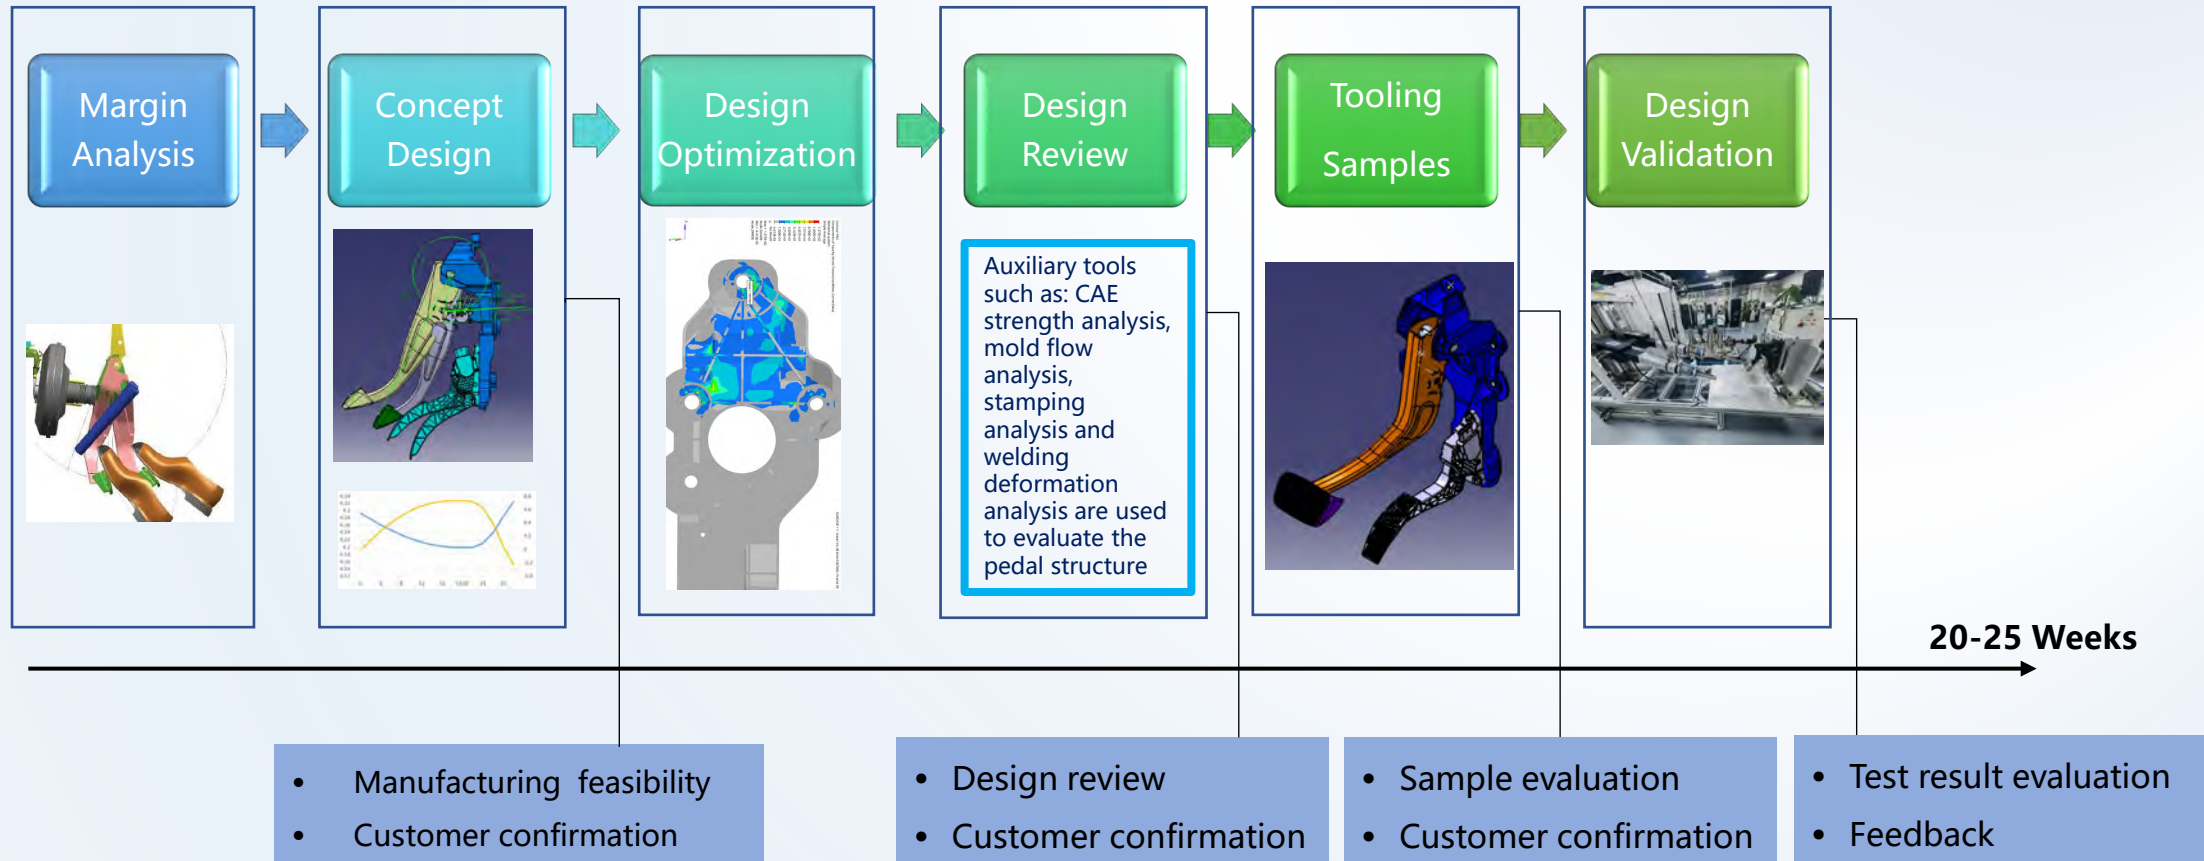 Margin
Analysis
Concept
Design
Design
Optimization
Design
Review
Tooling
Samples
Design
Validation
Auxiliary tools
such as: CAE
strength analysis,
mold flow
analysis,
stamping
analysis and
welding
deformation
analysis are used
to evaluate the
pedal structure
20-25 Weeks
• Manufacturing feasibility
• Customer confirmation
• Design review
• Customer confirmation
• Sample evaluation
• Customer confirmation
• Test result evaluation
• Feedback